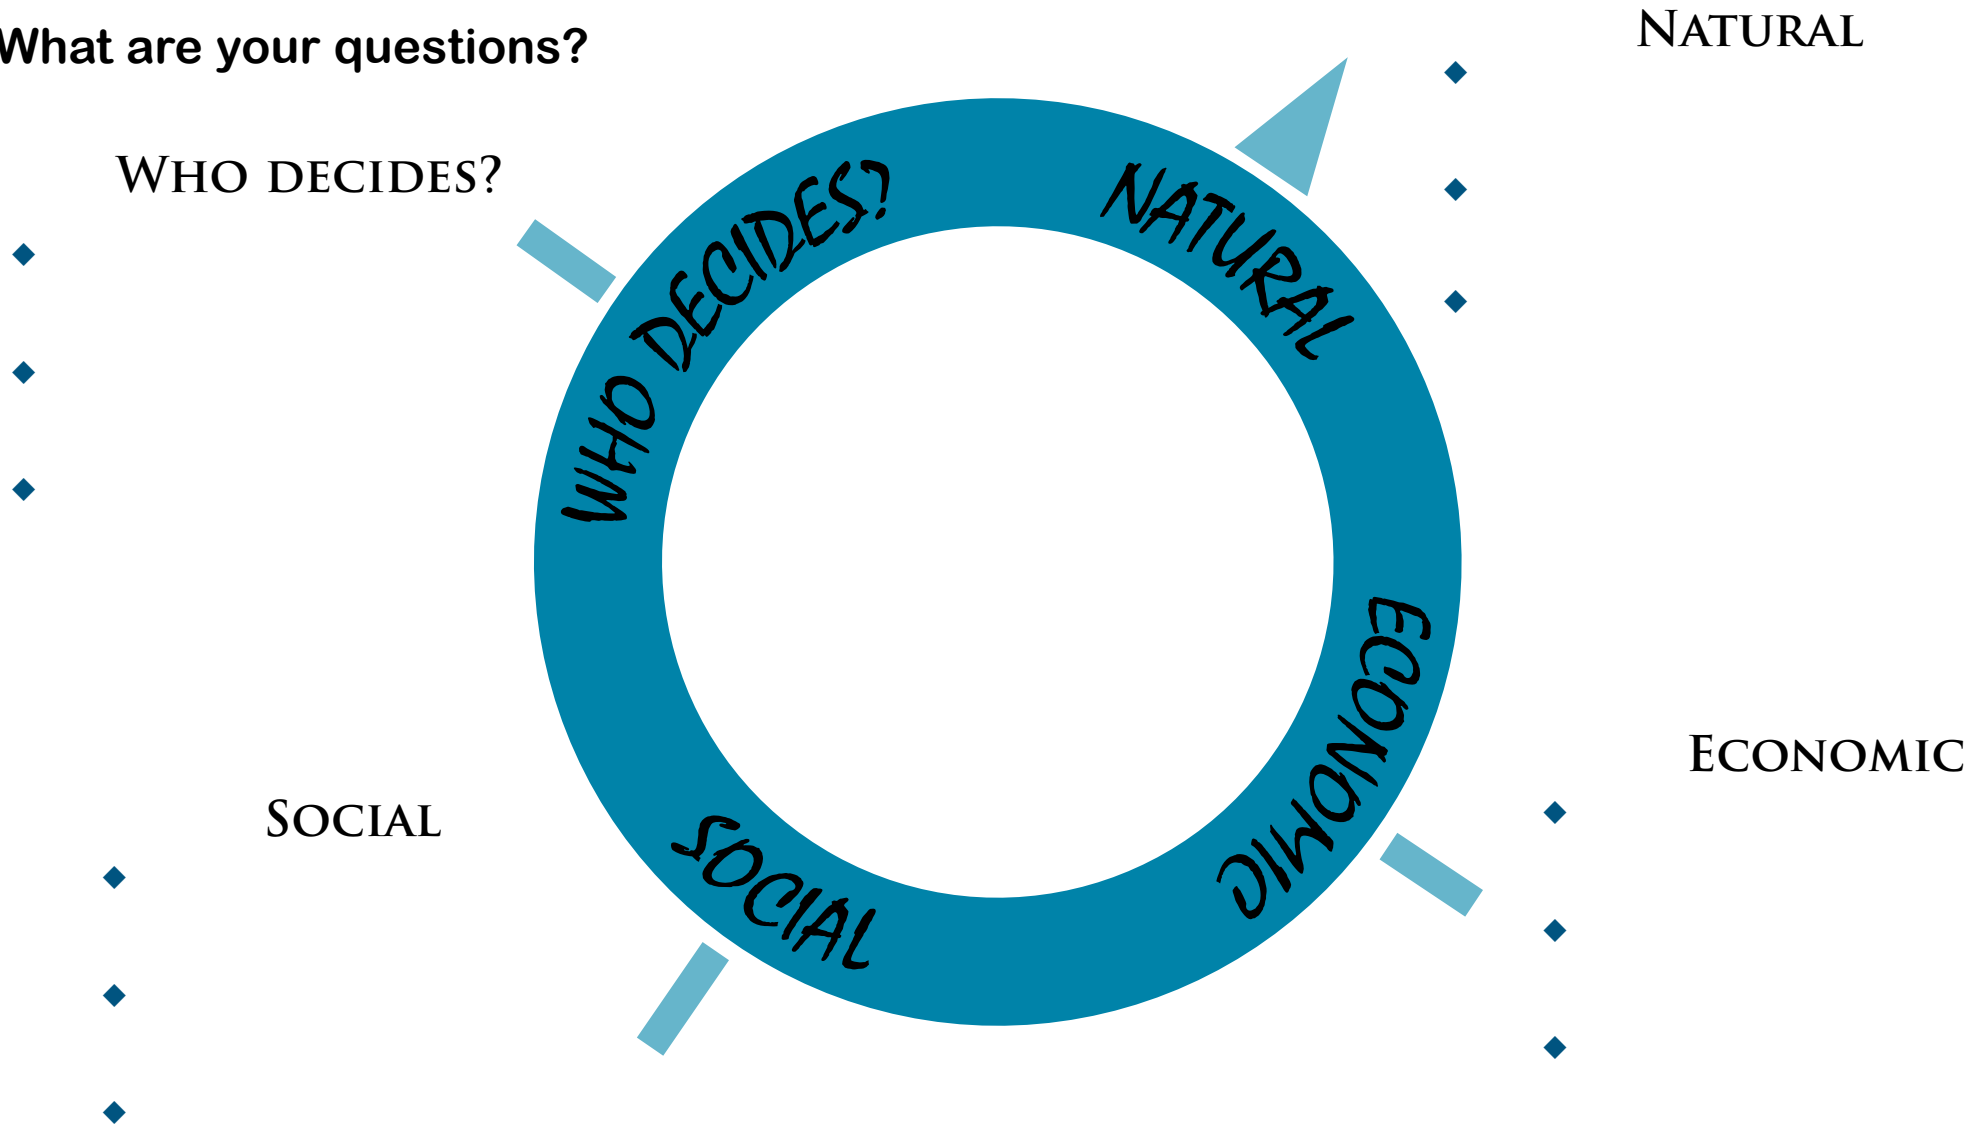 What are your questions?
NATURAL
WHO DECIDES?
WHO DECIDES?
NATURAL
ECONOMIC
ECONOMIC
SOCIAL
SOCIAL